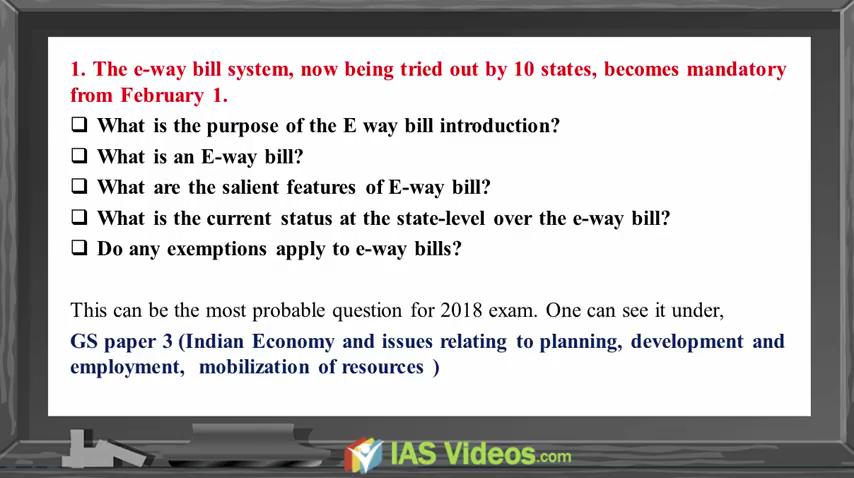 1. The e-way bill system, now being tried out by 10 states, becomes mandatory
from February 1.
❑ What is the purpose of the E way bill introduction?
❑ What is an E-way bill?
❑ What are the salient features of E-way bill?
❑ What is the current status at the state-level over the e-way bill?
❑ Do any exemptions apply to e-way bills?
This can be the most probable question for 2018 exam. One can see it under,
GS paper 3 (Indian Economy and issues relating to planning, development and
employment, mobilization of resources )
IAS Videos.com